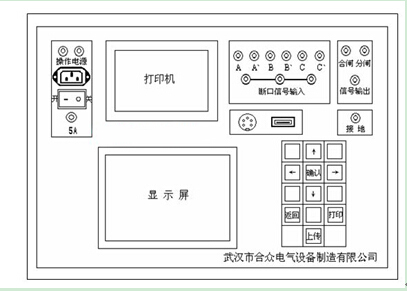 操作电源
开 关
5A
打印机
A A' B B' C C'
断口信号输入
合闸 分闸
信号输出
接地
显示屏
↑
← 确认 →
↓
返回 打印
上传
武汉市合众电气设备制造有限公司